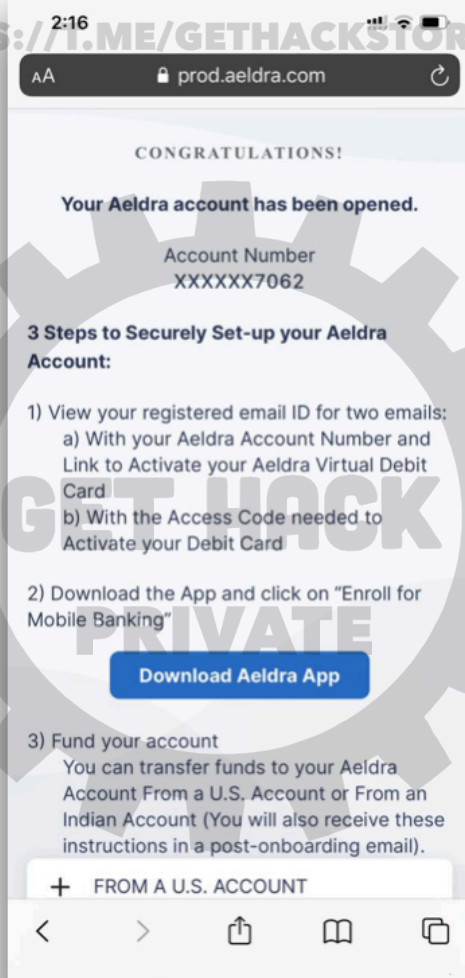 2:16
S://T.ME/GETHACKSTOR
AA prod.aeldra.com
CONGRATULATIONS!
Your Aeldra account has been opened.
Account Number
XXXXXX7062
3 Steps to Securely Set-up your Aeldra
Account:
1) View your registered email ID for two emails:
a) With your Aeldra Account Number and
Link to Activate your Aeldra Virtual Debit
Card
GET HACK
b) With the Access Code needed to
Activate your Debit Card
2) Download the App and click on “Enroll for
Mobile Banking”
PRIVATE
Download Aeldra App
3) Fund your account
You can transfer funds to your Aeldra
Account From a U.S. Account or From an
Indian Account (You will also receive these
instructions in a post-onboarding email).
+ FROM A U.S. ACCOUNT